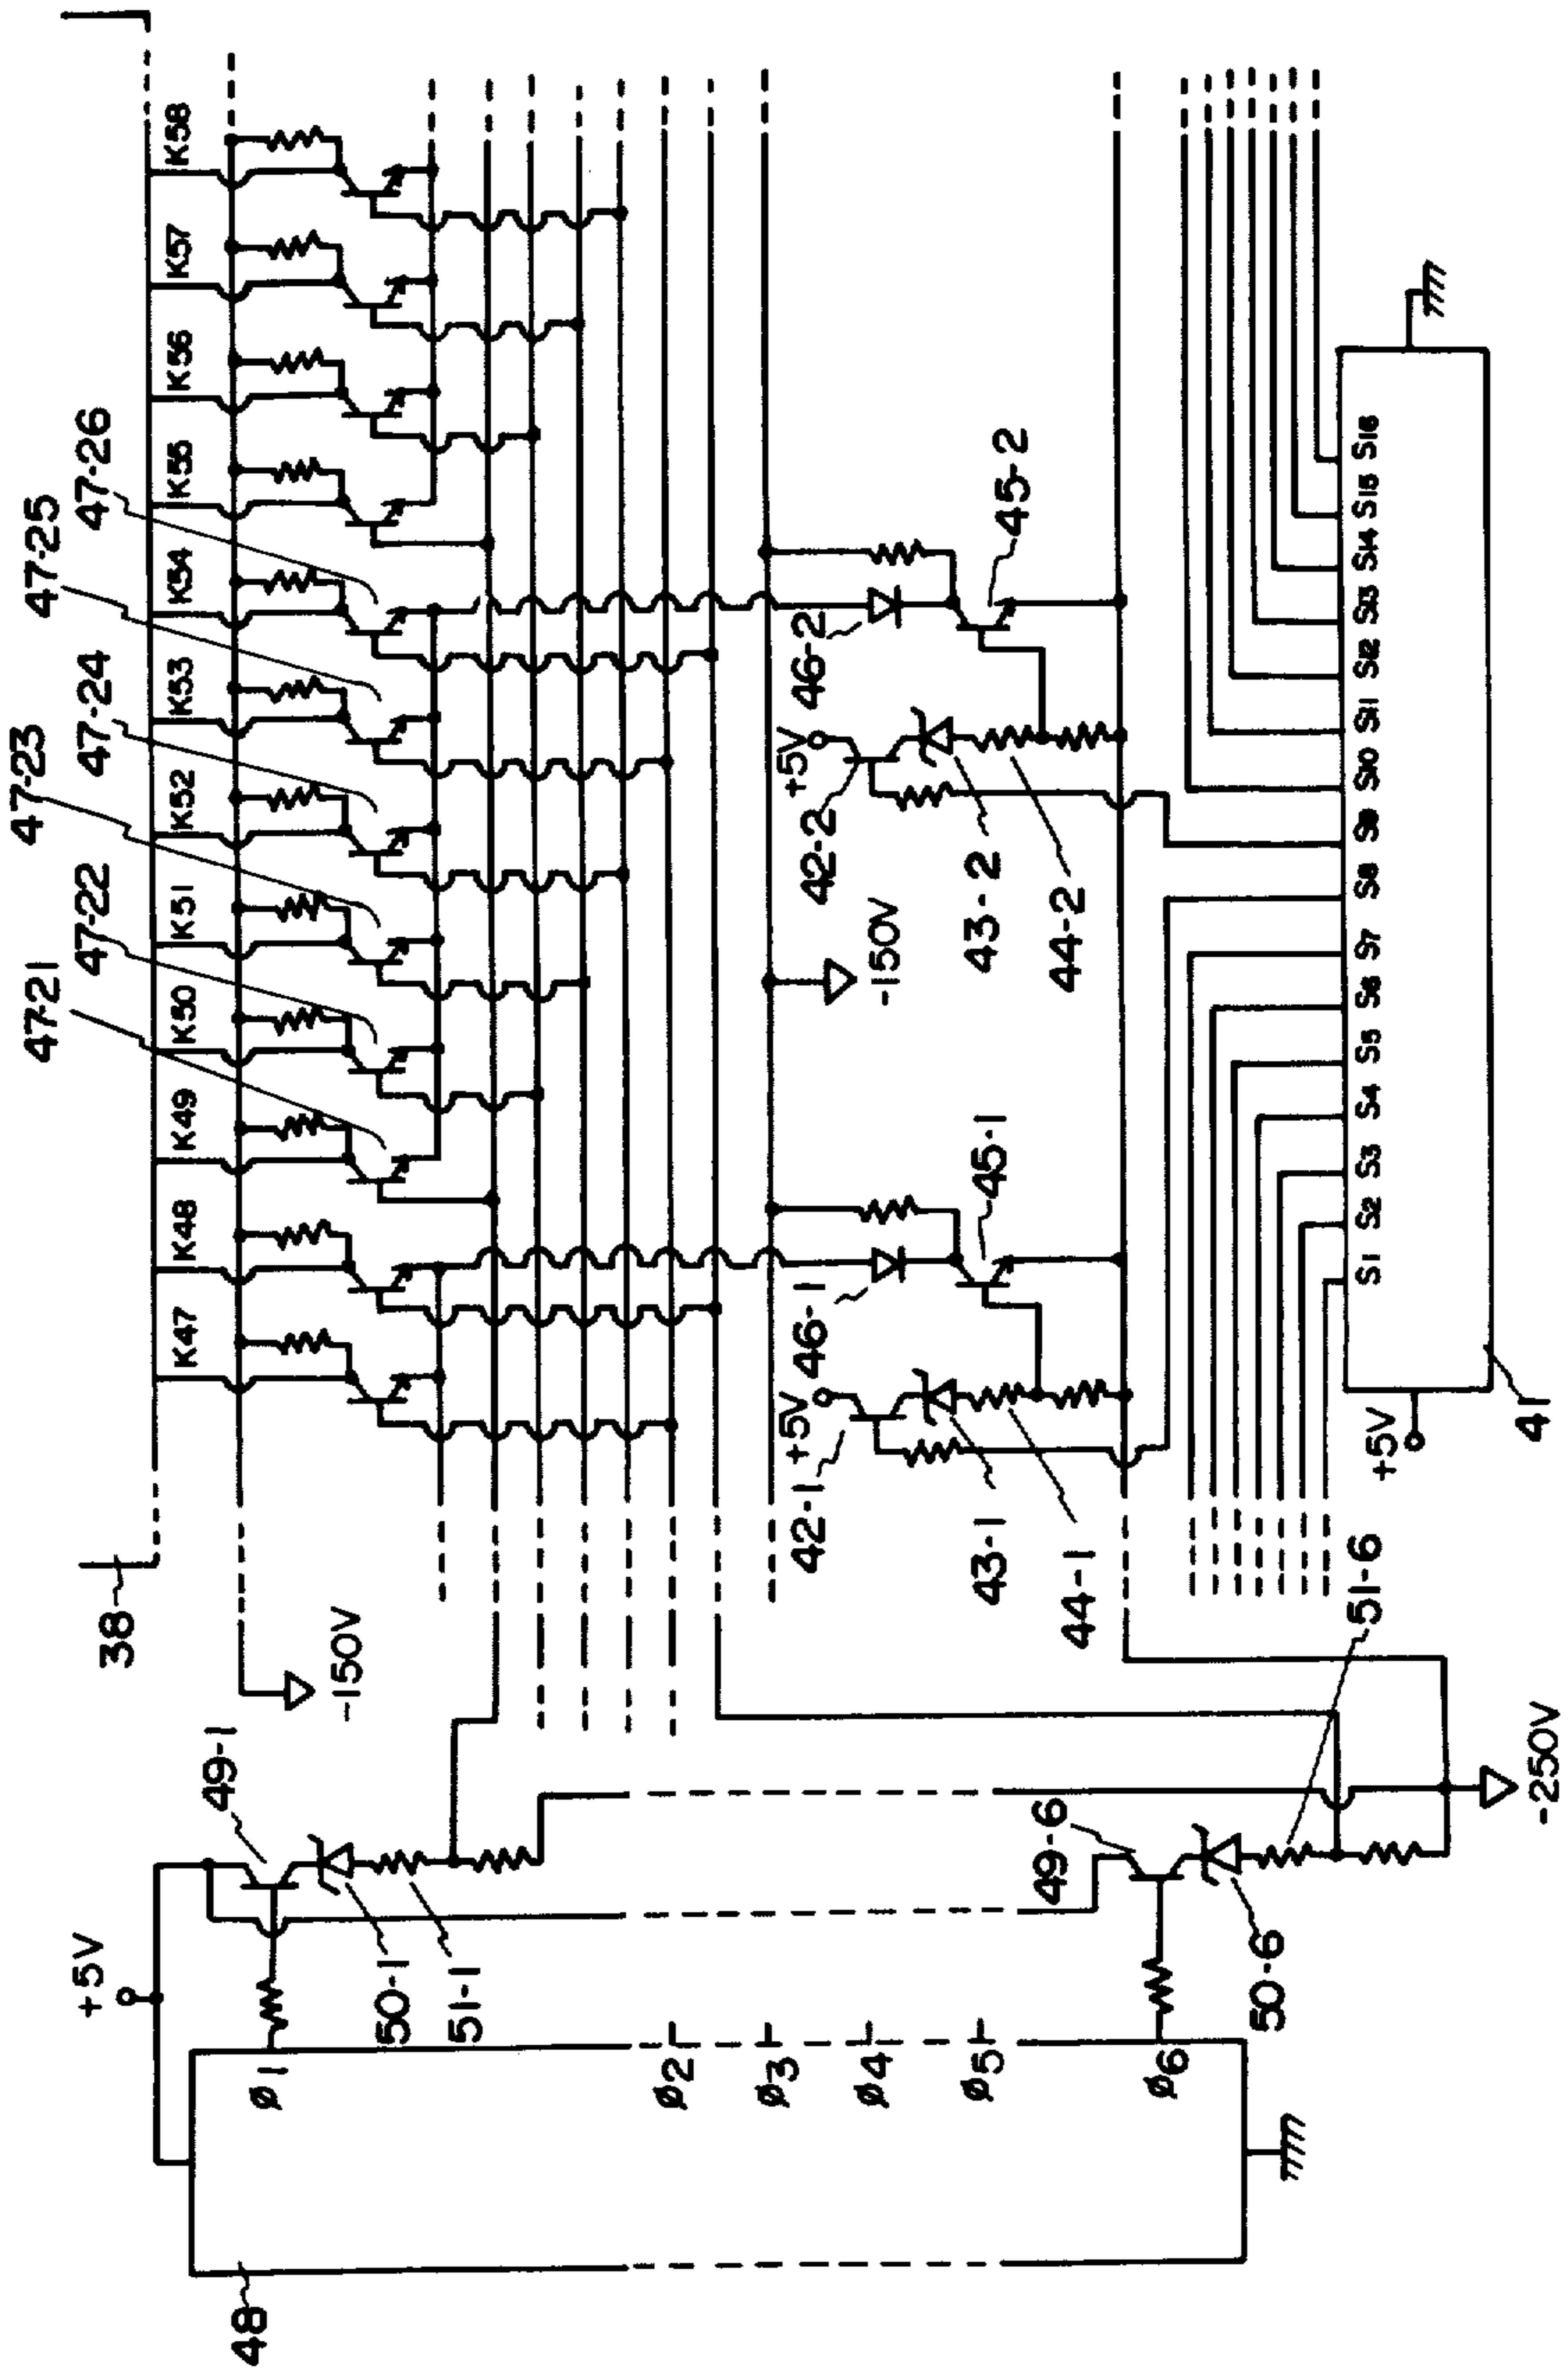 38
K47
K48
K49
K50
K51
K52
K53
K54
K55
K56
K57
K58
47-21
47-22
47-23
47-24
47-25
47-26
-150V
+5V
49-1
50-1
51-1
48
Ø1
Ø2
Ø3
Ø4
Ø5
Ø6
49-6
50-6
51-6
-250V
42-1
+5V
46-1
45-1
43-1
44-1
-150V
42-2
+5V
46-2
45-2
43-2
44-2
+5V
41
S1
S2
S3
S4
S5
S6
S7
S8
S9
S10
S11
S12
S13
S14
S15
S16